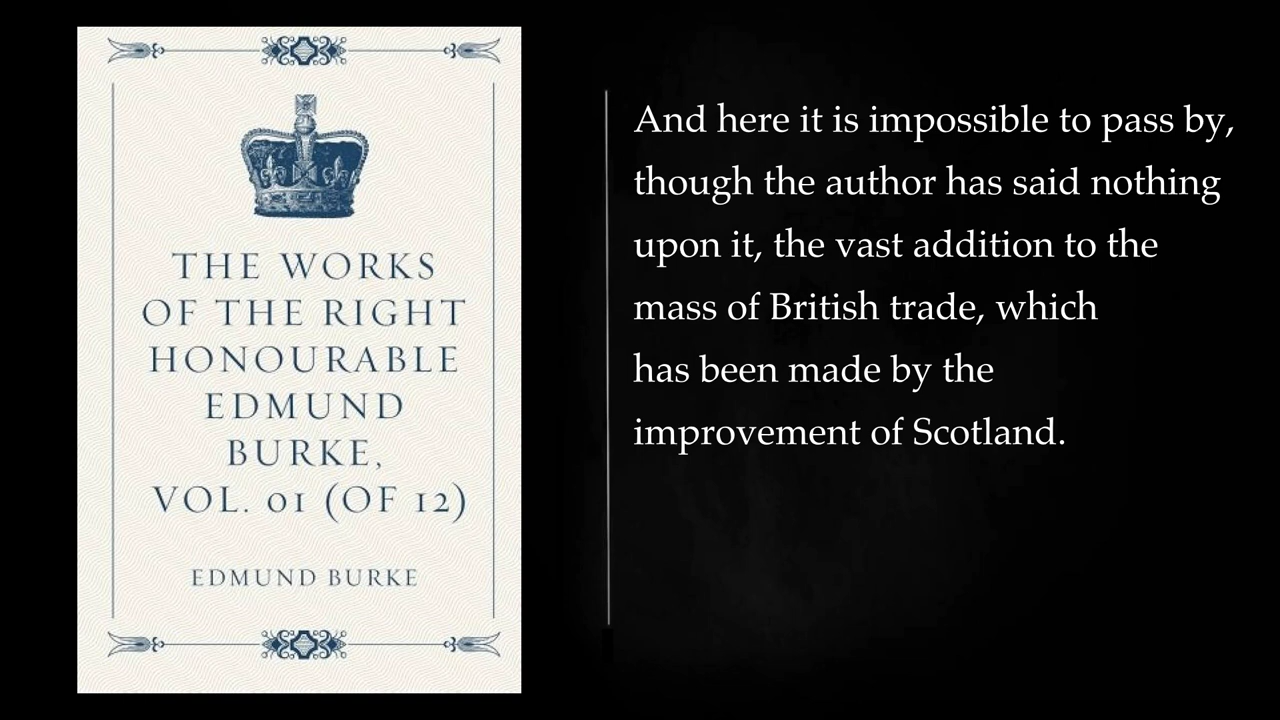 THE WORKS
OF THE RIGHT
HONOURABLE
EDMUND
BURKE,
VOL. 01 (OF 12)
EDMUND BURKE
And here it is impossible to pass by,
though the author has said nothing
upon it, the vast addition to the
mass of British trade, which
has been made by the
improvement of Scotland.